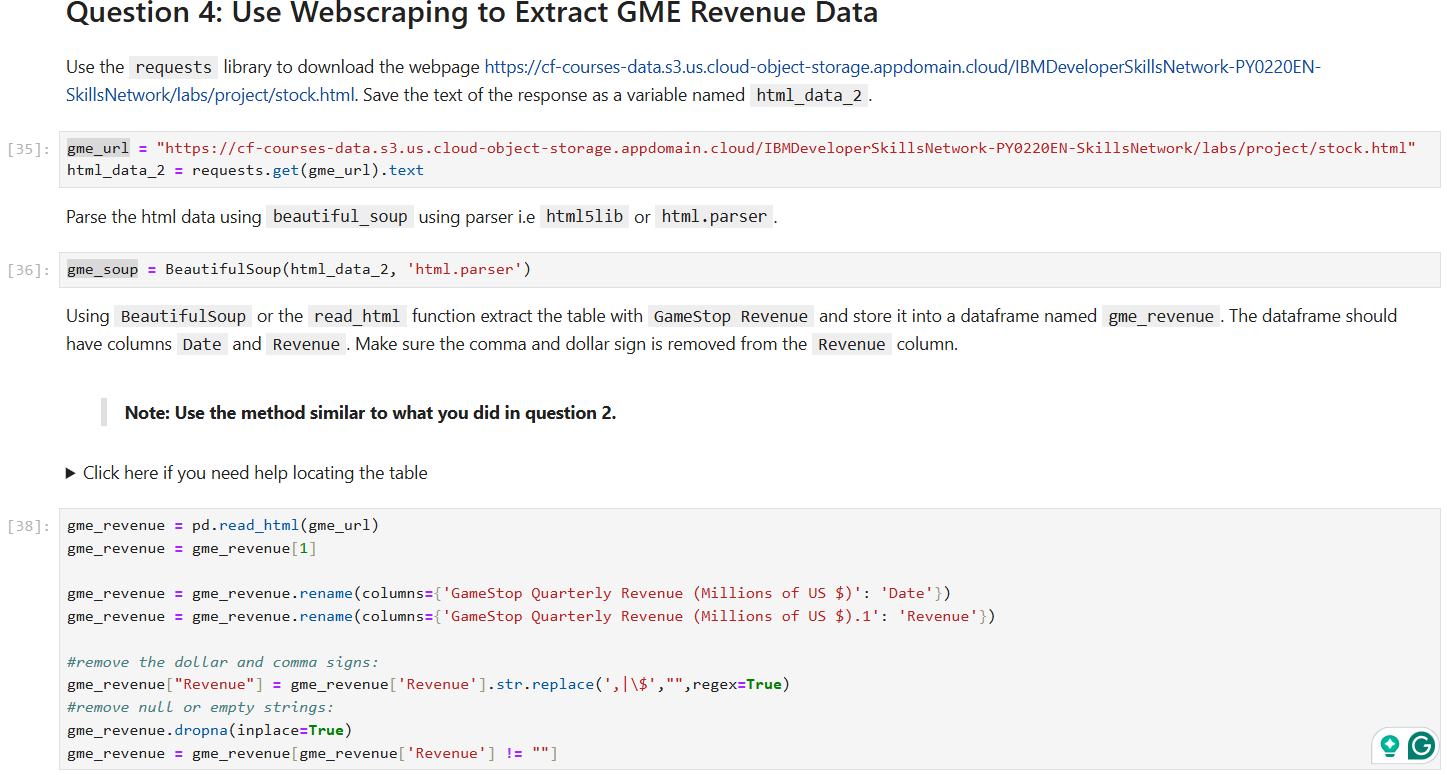 Question 4: Use Webscraping to Extract GME Revenue Data
Use the requests library to download the webpage https://cf-courses-data.s3.us.cloud-object-storage.appdomain.cloud/IBMDeveloperSkillsNetwork-PY0220EN-
SkillsNetwork/labs/project/stock.html. Save the text of the response as a variable named html_data_2.
[35]: gme_url = "https://cf-courses-data.s3.us.cloud-object-storage.appdomain.cloud/IBMDeveloperSkillsNetwork-PY0220EN-SkillsNetwork/labs/project/stock.html"
html_data_2 = requests.get(gme_url).text
Parse the html data using beautiful_soup using parser i.e html5lib or html.parser.
[36]: gme_soup = BeautifulSoup(html_data_2, 'html.parser')
Using BeautifulSoup or the read_html function extract the table with GameStop Revenue and store it into a dataframe named gme_revenue. The dataframe should
have columns Date and Revenue. Make sure the comma and dollar sign is removed from the Revenue column.
Note: Use the method similar to what you did in question 2.
Click here if you need help locating the table
[38]: gme_revenue = pd.read_html(gme_url)
gme_revenue = gme_revenue[1]
gme_revenue = gme_revenue.rename(columns={'GameStop Quarterly Revenue (Millions of US $)': 'Date'})
gme_revenue = gme_revenue.rename(columns={'GameStop Quarterly Revenue (Millions of US $).1': 'Revenue'})
#remove the dollar and comma signs:
gme_revenue["Revenue"] = gme_revenue['Revenue'].str.replace(',|\$',"",regex=True)
#remove null or empty strings:
gme_revenue.dropna(inplace=True)
gme_revenue = gme_revenue[gme_revenue['Revenue'] != ""]